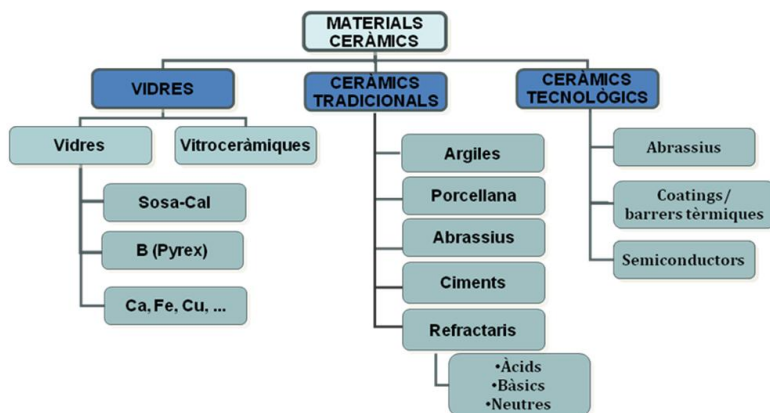 MATERIALS
CERÀMICS
VIDRES
CERÀMICS
TRADICIONALS
CERÀMICS
TECNOLÒGICS
Vidres
Vitroceràmiques
Sosa-Cal
B (Pyrex)
Ca, Fe, Cu, ...
Argiles
Porcellana
Abrassius
Ciments
Refractaris
•Àcids
•Bàsics
•Neutres
Abrassius
Coatings/
barrers tèrmiques
Semiconductors